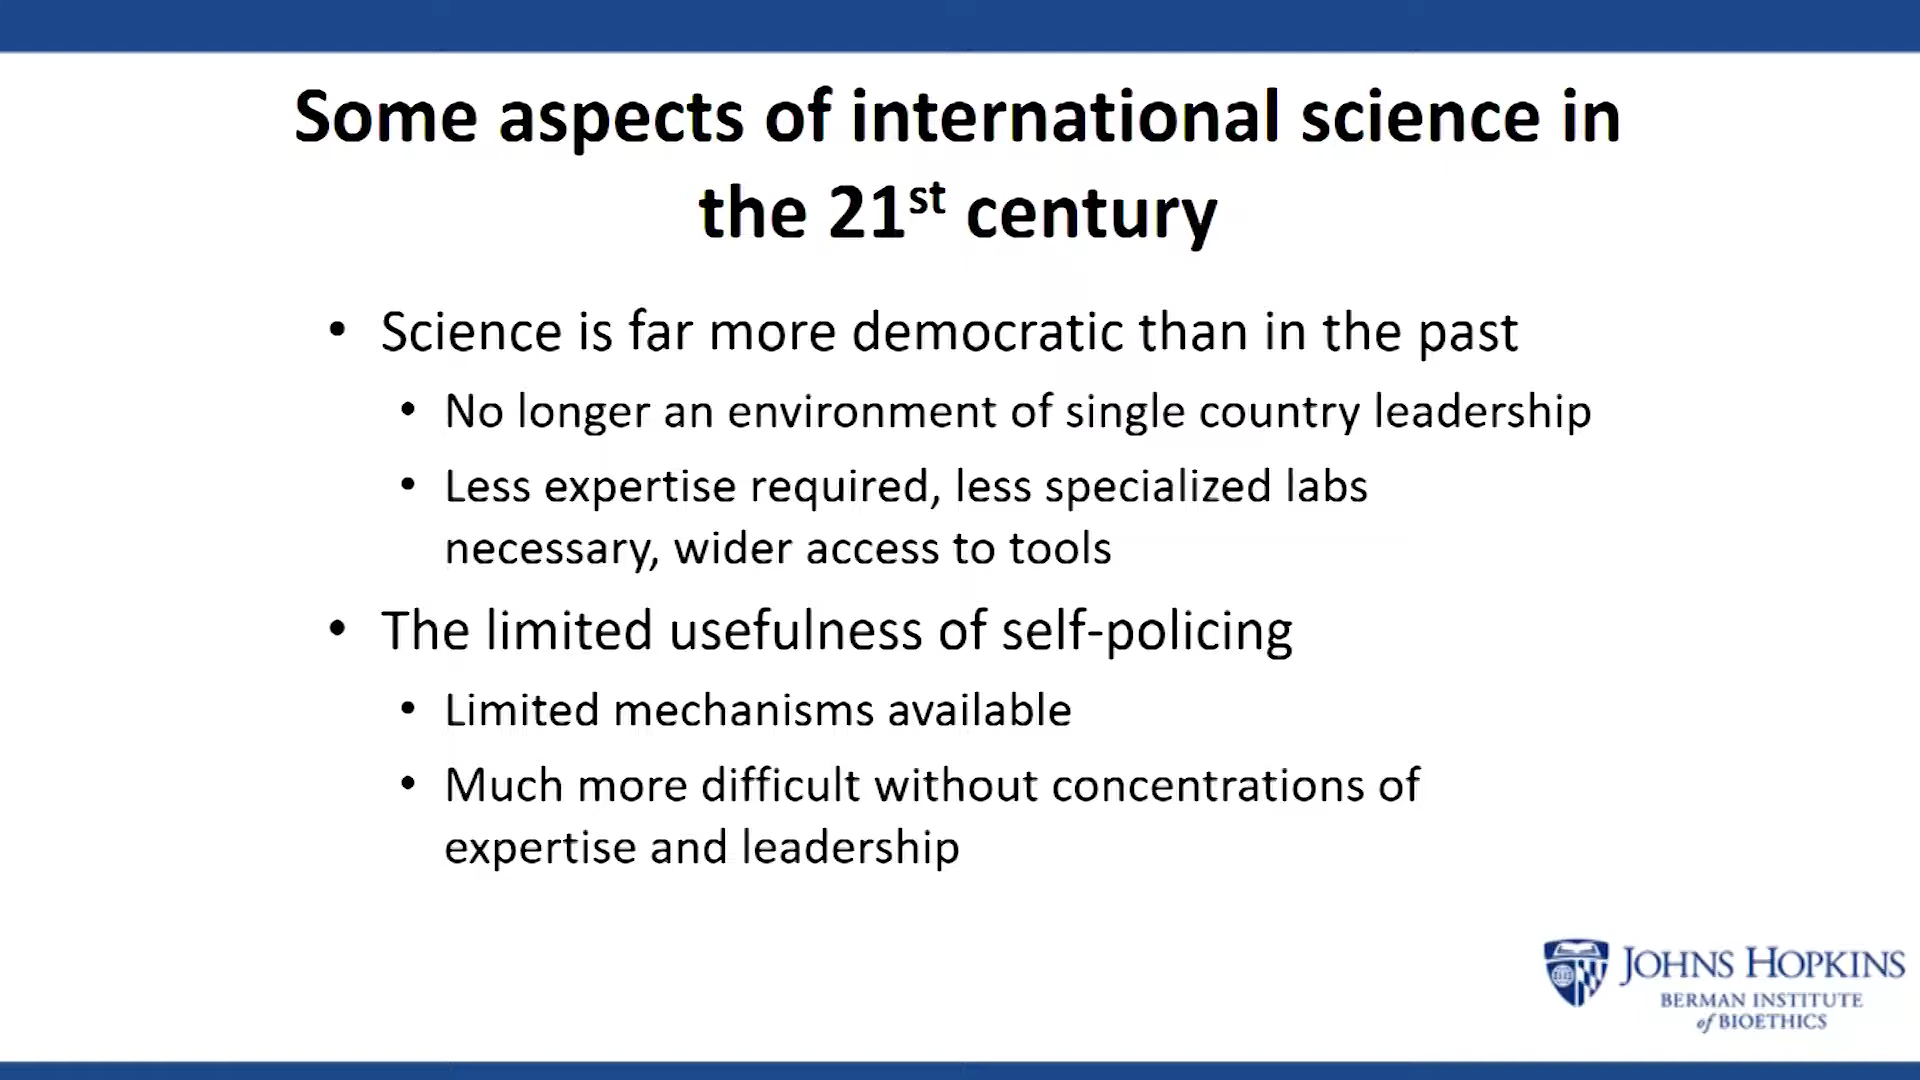 Some aspects of international science in
the 21st century
• Science is far more democratic than in the past
• No longer an environment of single country leadership
• Less expertise required, less specialized labs
necessary, wider access to tools
• The limited usefulness of self-policing
• Limited mechanisms available
• Much more difficult without concentrations of
expertise and leadership
JOHNS HOPKINS
BERMAN INSTITUTE
of BIOETHICS